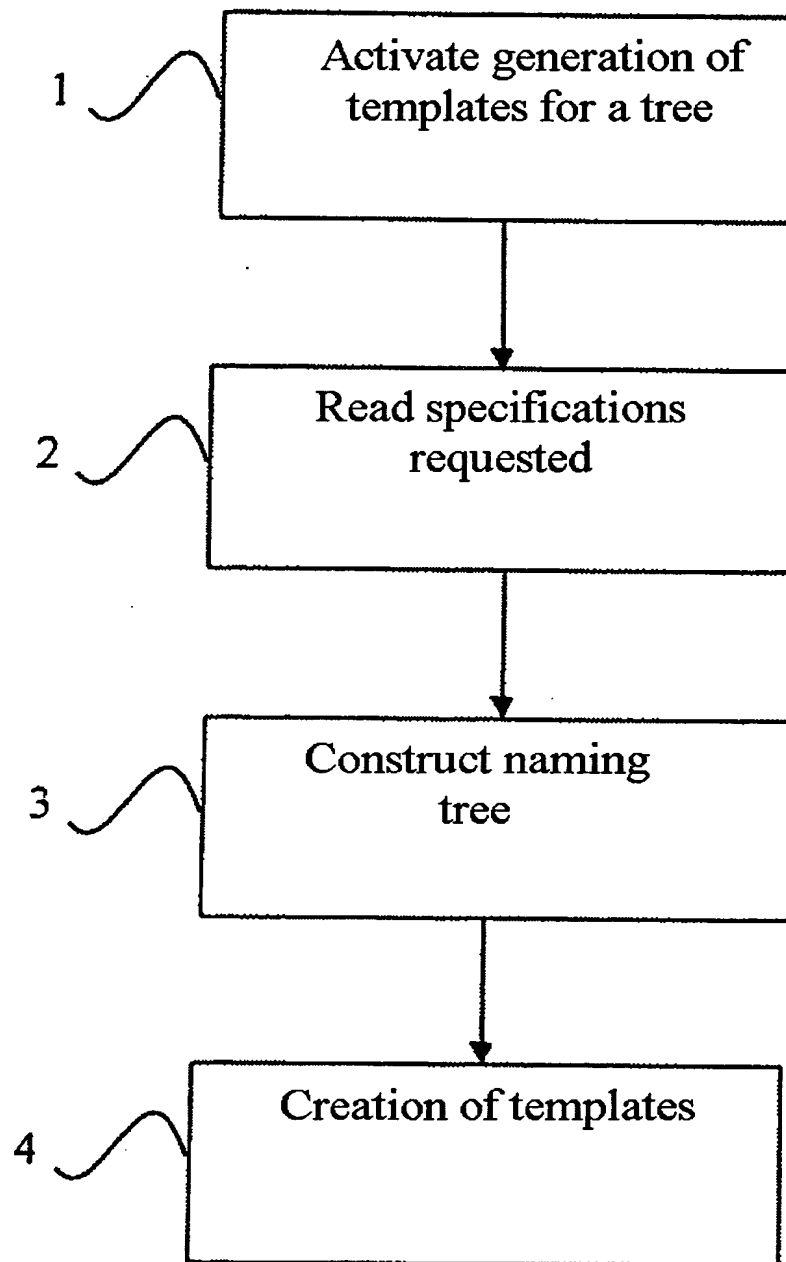 Activate generation of
templates for a tree
1
Read specifications
requested
2
Construct naming
tree
3
Creation of templates
4